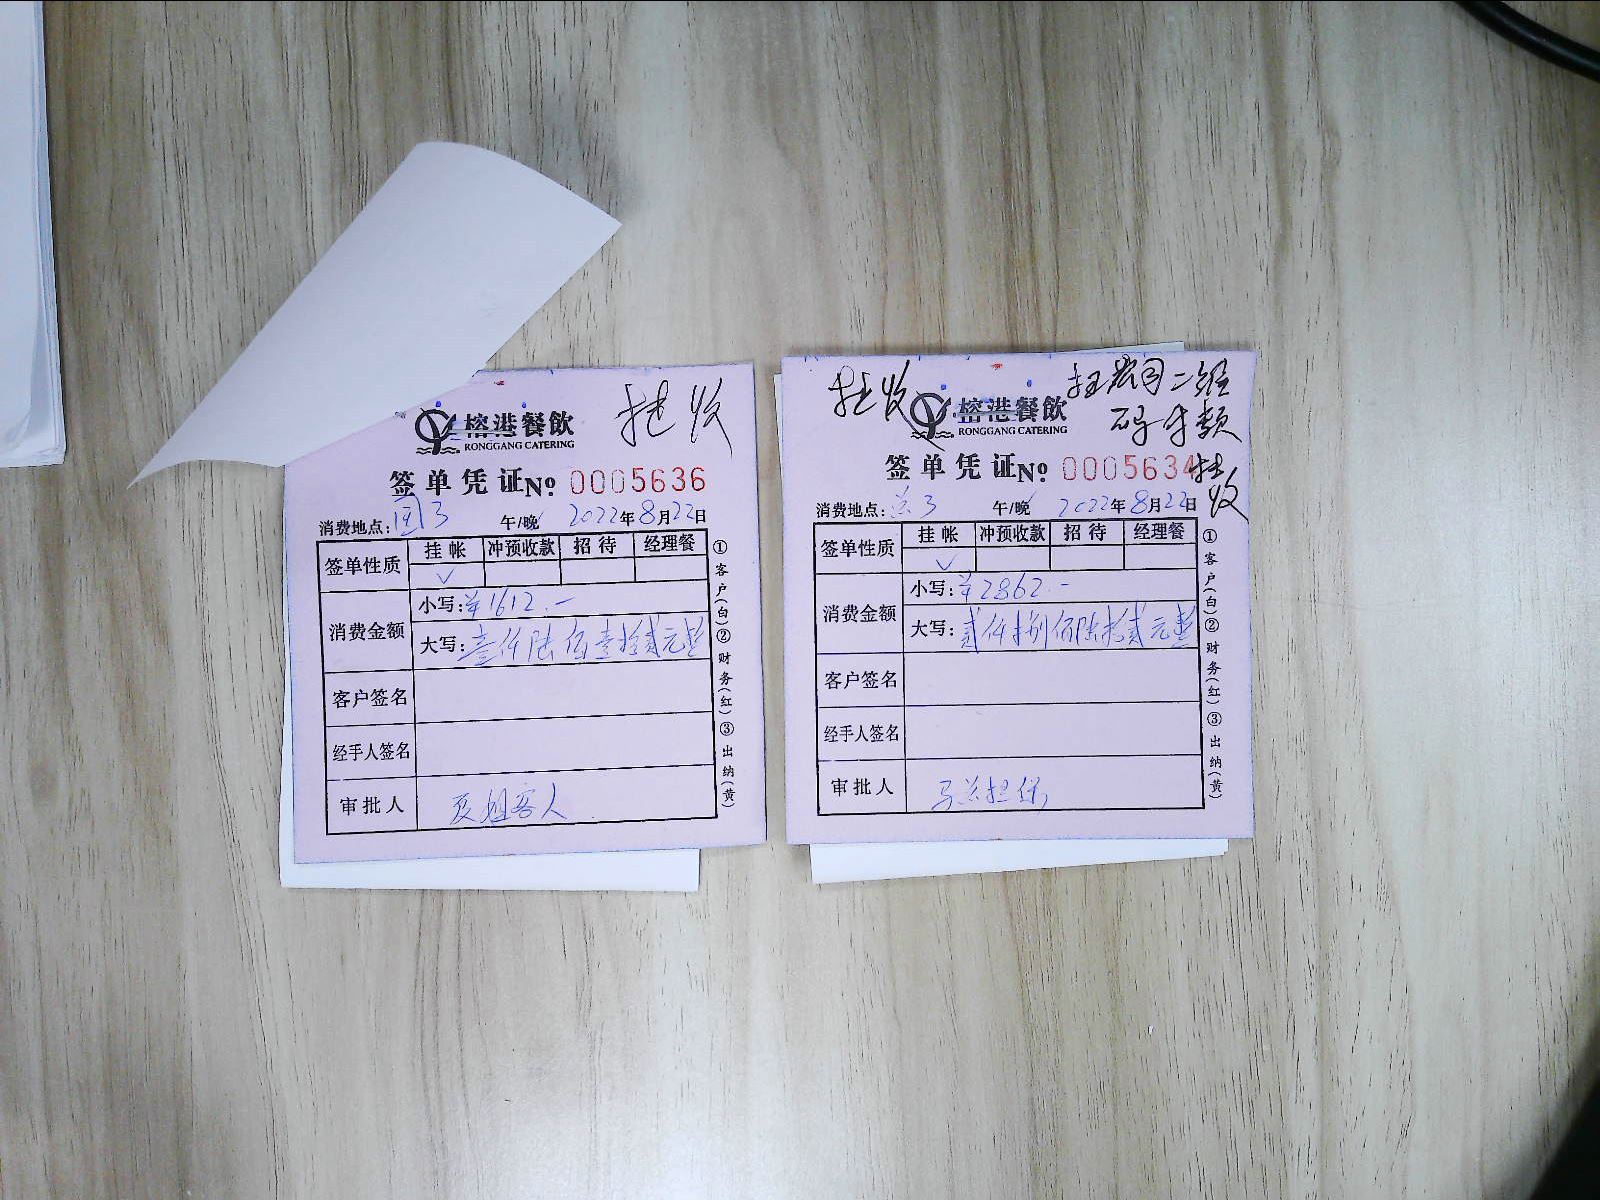 挂收
榕港餐飲
RONGGANG CATERING
签单凭证№ 0005636
消费地点: 国3 午/晚 2022年8月22日
签单性质 挂帐 冲预收款 招待 经理餐
✓
消费金额 小写:¥1612.-
大写:壹仟陆佰壹拾贰元整
客户签名
经手人签名
审批人 夏姐客人
①客户(白)②财务(红)③出纳(黄)
挂收
二维
码
款
挂收
榕港餐飲
RONGGANG CATERING
签单凭证№ 0005634
消费地点: 3 午/晚 2022年8月22日
签单性质 挂帐 冲预收款 招待 经理餐
✓
消费金额 小写:¥2862.-
大写:贰仟捌佰陆拾贰元整
客户签名
经手人签名
审批人 马总担保
①客户(白)②财务(红)③出纳(黄)